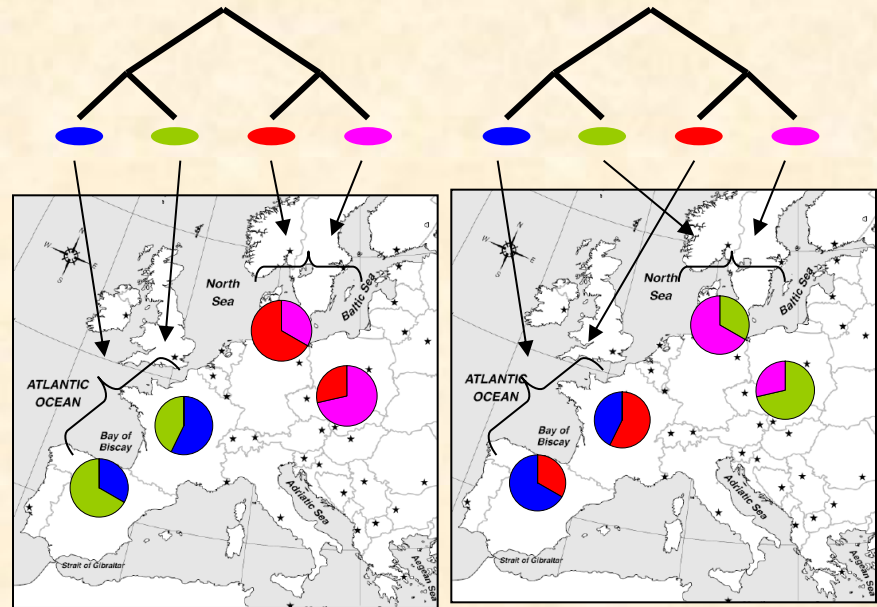 N
W
E
S
North
Sea
Baltic Sea
ATLANTIC
OCEAN
Bay of
Biscay
Adriatic Sea
Strait of Gibraltar
Aegean Sea
N
W
E
S
North
Sea
Baltic Sea
ATLANTIC
OCEAN
Bay of
Biscay
Adriatic Sea
Strait of Gibraltar
Aegean Sea